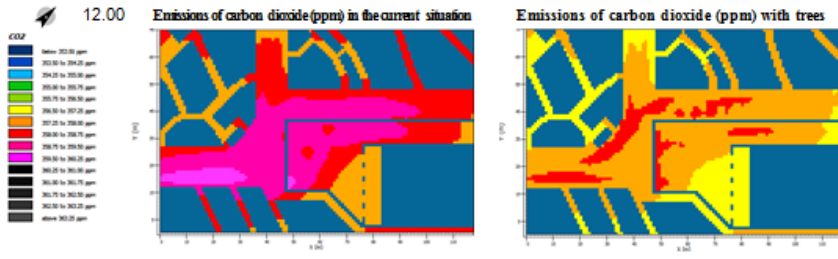 12.00
Emissions of carbon dioxide (ppm) in the current situation
Emissions of carbon dioxide (ppm) with trees
CO2
below 353.50 ppm
353.50 to 354.25 ppm
354.25 to 355.00 ppm
355.00 to 355.75 ppm
355.75 to 356.50 ppm
356.50 to 357.25 ppm
357.25 to 358.00 ppm
358.00 to 358.75 ppm
358.75 to 359.50 ppm
359.50 to 360.25 ppm
360.25 to 361.00 ppm
361.00 to 361.75 ppm
361.75 to 362.50 ppm
362.50 to 363.25 ppm
above 363.25 ppm
Y (m)
X (m)
Y (m)
X (m)